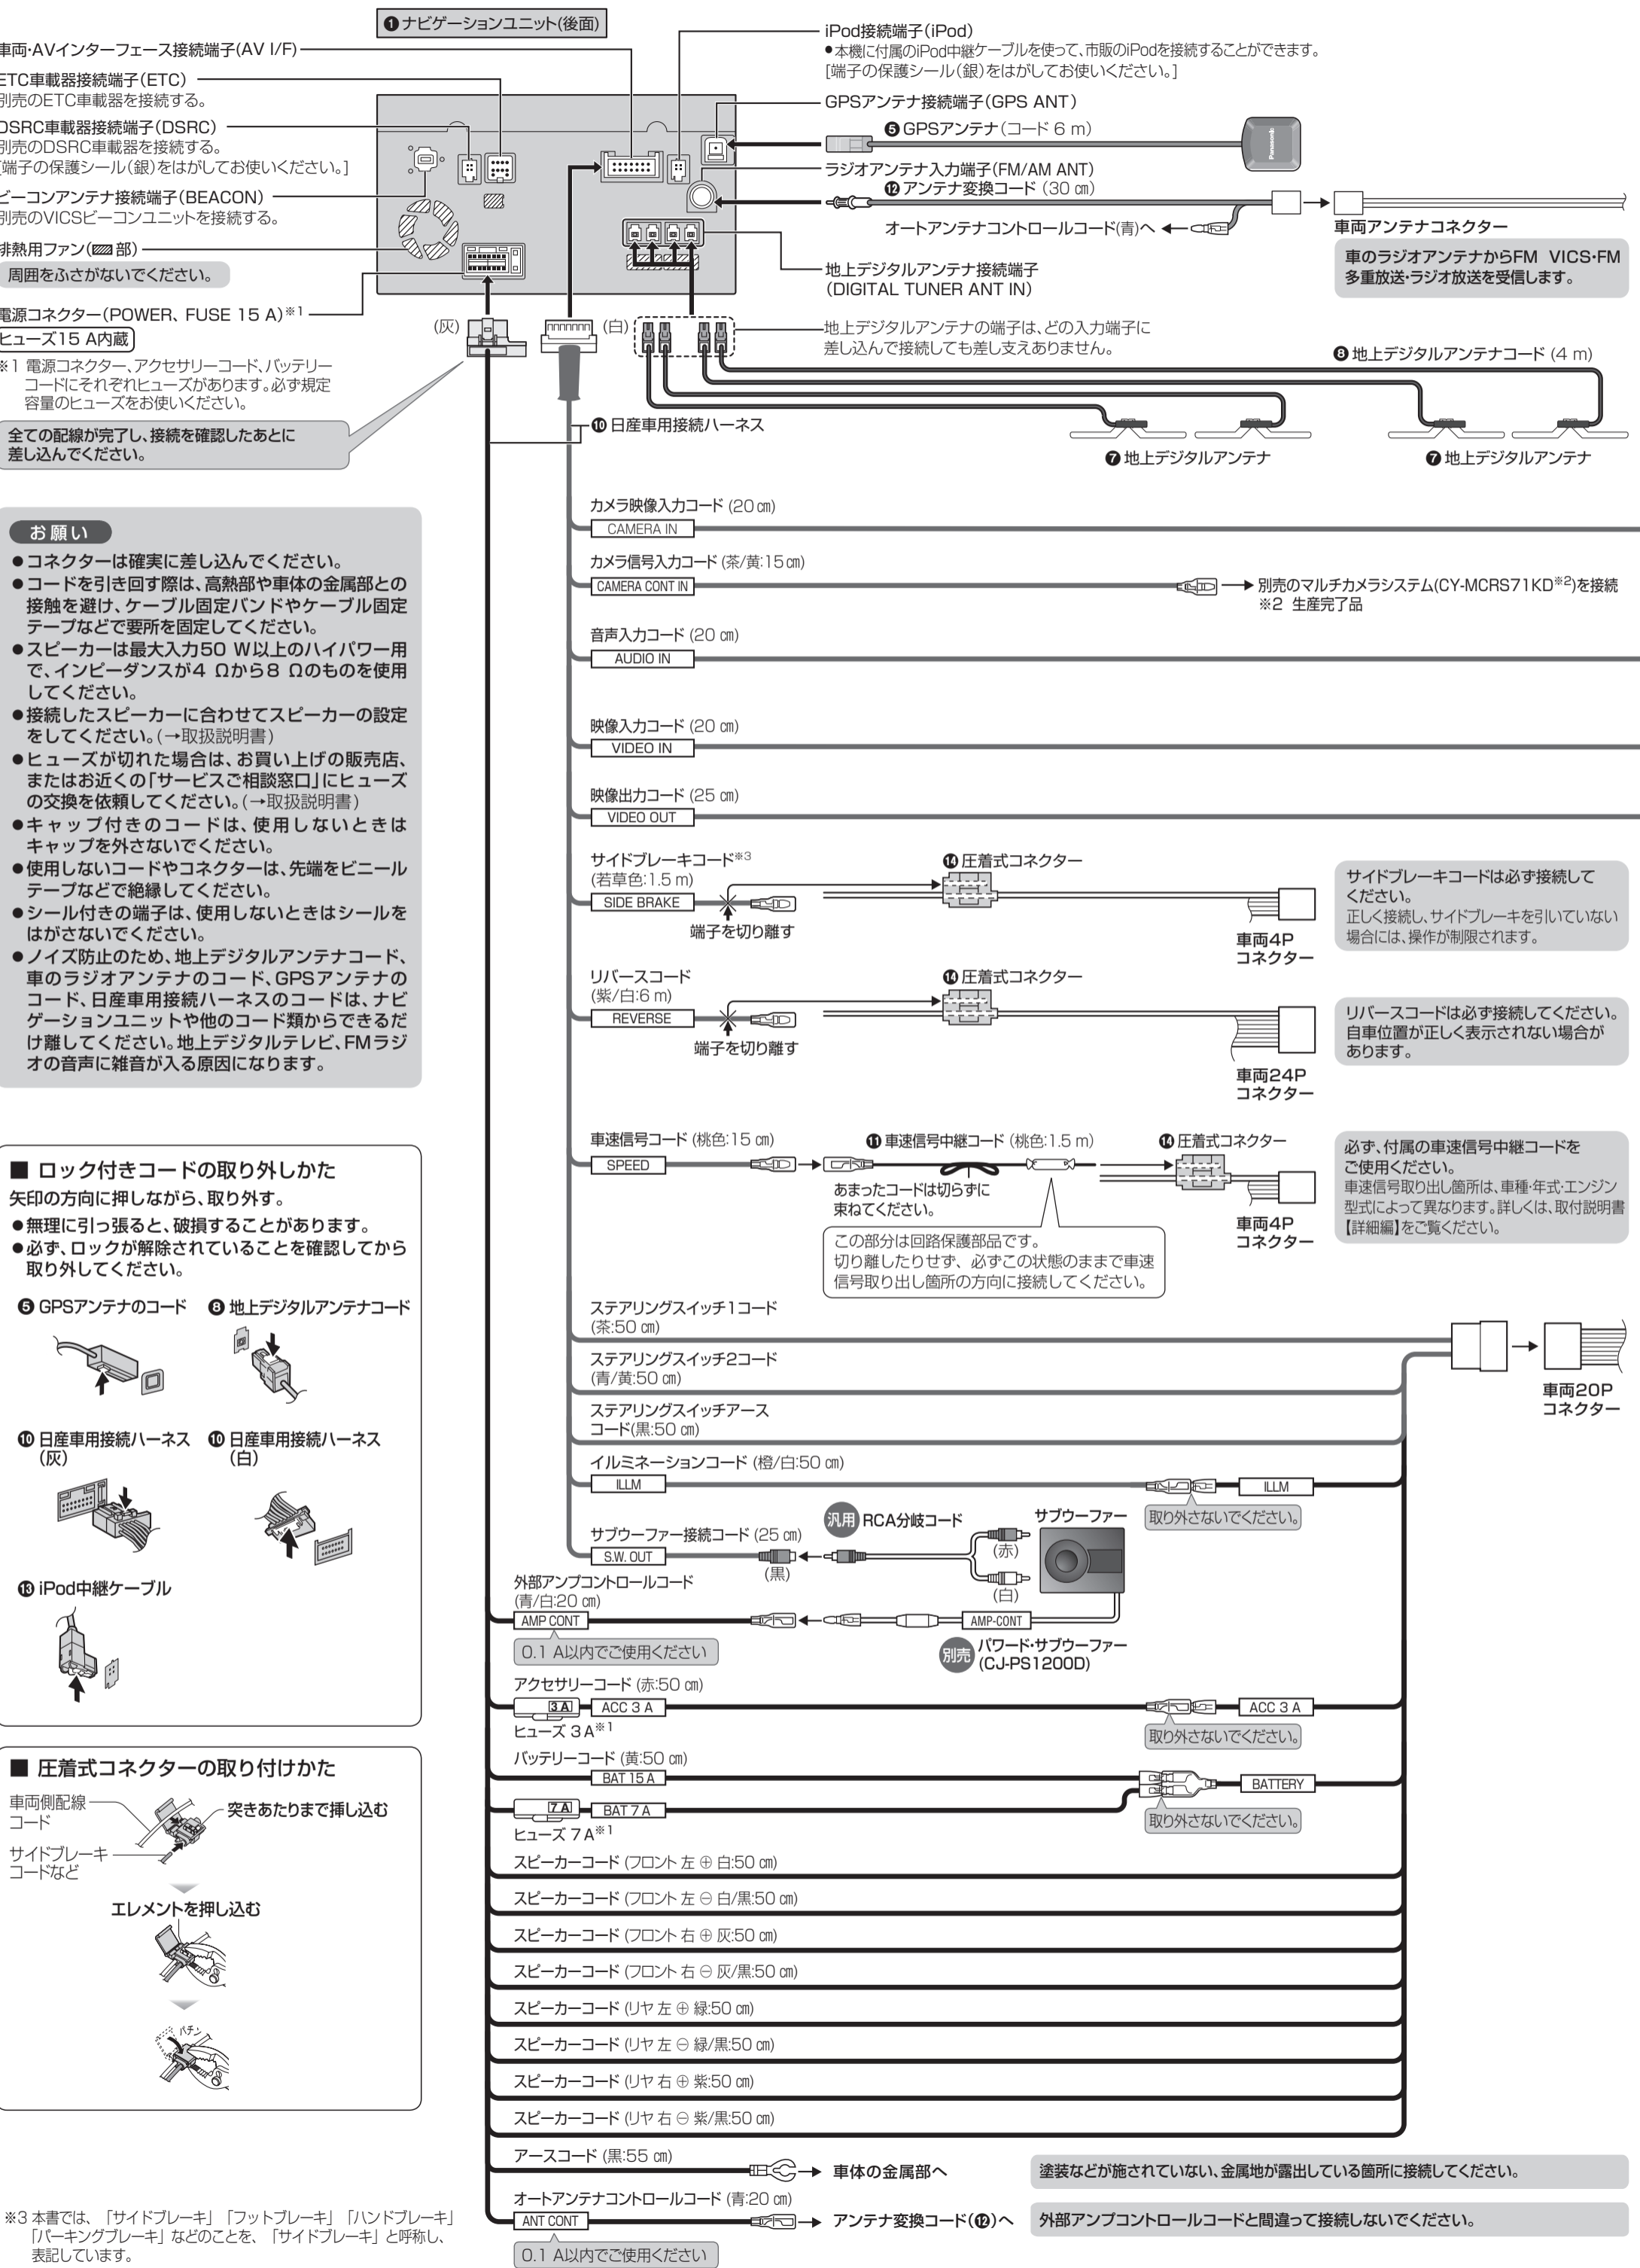 ❶ナビゲーションユニット(後面)
車両・AVインターフェース接続端子(AV I/F)
ETC車載器接続端子(ETC)
別売のETC車載器を接続する。
DSRC車載器接続端子(DSRC)
別売のDSRC車載器を接続する。
[端子の保護シール(銀)をはがしてお使いください。]
ビーコンアンテナ接続端子(BEACON)
別売のVICSビーコンユニットを接続する。
排熱用ファン(部)
周囲をふさがないでください。
電源コネクター(POWER、FUSE 15 A)※1
ヒューズ15 A内蔵
※1 電源コネクター、アクセサリーコード、バッテリー
コードにそれぞれヒューズがあります。必ず規定
容量のヒューズをお使いください。
全ての配線が完了し、接続を確認したあとに
差し込んでください。
iPod接続端子(iPod)
●本機に付属のiPod中継ケーブルを使って、市販のiPodを接続することができます。
[端子の保護シール(銀)をはがしてお使いください。]
GPSアンテナ接続端子(GPS ANT)
❺GPSアンテナ(コード 6 m)
Panasonic
ラジオアンテナ入力端子(FM/AM ANT)
⓬アンテナ変換コード (30 ㎝)
オートアンテナコントロールコード(青)へ
車両アンテナコネクター
車のラジオアンテナからFM VICS・FM
多重放送・ラジオ放送を受信します。
地上デジタルアンテナ接続端子
(DIGITAL TUNER ANT IN)
(灰)
(白)
地上デジタルアンテナの端子は、どの入力端子に
差し込んで接続しても差し支えありません。
❽地上デジタルアンテナコード (4 m)
❿日産車用接続ハーネス
❼地上デジタルアンテナ
❼地上デジタルアンテナ
お願い
●コネクターは確実に差し込んでください。
●コードを引き回す際は、高熱部や車体の金属部との
接触を避け、ケーブル固定バンドやケーブル固定
テープなどで要所を固定してください。
●スピーカーは最大入力50 W以上のハイパワー用
で、インピーダンスが4 Ωから8 Ωのものを使用
してください。
●接続したスピーカーに合わせてスピーカーの設定
をしてください。(→取扱説明書)
●ヒューズが切れた場合は、お買い上げの販売店、
またはお近くの「サービスご相談窓口」にヒューズ
の交換を依頼してください。(→取扱説明書)
●キャップ付きのコードは、使用しないときは
キャップを外さないでください。
●使用しないコードやコネクターは、先端をビニール
テープなどで絶縁してください。
●シール付きの端子は、使用しないときはシールを
はがさないでください。
●ノイズ防止のため、地上デジタルアンテナコード、
車のラジオアンテナのコード、GPSアンテナの
コード、日産車用接続ハーネスのコードは、ナビ
ゲーションユニットや他のコード類からできるだ
け離してください。地上デジタルテレビ、FMラジ
オの音声に雑音が入る原因になります。
カメラ映像入力コード (20 ㎝)
CAMERA IN
カメラ信号入力コード (茶/黄:15 ㎝)
CAMERA CONT IN
別売のマルチカメラシステム(CY-MCRS71KD※2)を接続
※2 生産完了品
音声入力コード (20 ㎝)
AUDIO IN
映像入力コード (20 ㎝)
VIDEO IN
映像出力コード (25 ㎝)
VIDEO OUT
サイドブレーキコード※3
(若草色:1.5 m)
SIDE BRAKE
端子を切り離す
⓮圧着式コネクター
車両4P
コネクター
サイドブレーキコードは必ず接続して
ください。
正しく接続し、サイドブレーキを引いていない
場合には、操作が制限されます。
リバースコード
(紫/白:6 m)
REVERSE
端子を切り離す
⓮圧着式コネクター
車両24P
コネクター
リバースコードは必ず接続してください。
自車位置が正しく表示されない場合が
あります。
車速信号コード (桃色:15 ㎝)
SPEED
⓫車速信号中継コード (桃色:1.5 m)
あまったコードは切らずに
束ねてください。
⓮圧着式コネクター
車両4P
コネクター
この部分は回路保護部品です。
切り離したりせず、必ずこの状態のままで車速
信号取り出し箇所の方向に接続してください。
必ず、付属の車速信号中継コードを
ご使用ください。
車速信号取り出し箇所は、車種・年式・エンジン
型式によって異なります。詳しくは、取付説明書
【詳細編】をご覧ください。
■ ロック付きコードの取り外しかた
矢印の方向に押しながら、取り外す。
●無理に引っ張ると、破損することがあります。
●必ず、ロックが解除されていることを確認してから
取り外してください。
❺GPSアンテナのコード
❽地上デジタルアンテナコード
❿日産車用接続ハーネス
(灰)
❿日産車用接続ハーネス
(白)
⓭iPod中継ケーブル
ステアリングスイッチ1コード
(茶:50 ㎝)
ステアリングスイッチ2コード
(青/黄:50 ㎝)
ステアリングスイッチアース
コード(黒:50 ㎝)
車両20P
コネクター
イルミネーションコード (橙/白:50 ㎝)
ILLM
ILLM
取り外さないでください。
サブウーファー接続コード (25 ㎝)
S.W. OUT
(黒)
汎用 RCA分岐コード
(赤)
(白)
サブウーファー
外部アンプコントロールコード
(青/白:20 ㎝)
AMP CONT
AMP-CONT
0.1 A以内でご使用ください
別売 パワード・サブウーファー
(CJ-PS1200D)
アクセサリーコード (赤:50 ㎝)
3 A ACC 3 A
ACC 3 A
ヒューズ 3 A※1
取り外さないでください。
バッテリーコード (黄:50 ㎝)
BAT 15 A
BATTERY
7 A BAT 7 A
ヒューズ 7 A※1
取り外さないでください。
■ 圧着式コネクターの取り付けかた
車両側配線
コード
突きあたりまで挿し込む
サイドブレーキ
コードなど
エレメントを押し込む
パチン
スピーカーコード (フロント 左 ⊕ 白:50 ㎝)
スピーカーコード (フロント 左 ⊖ 白/黒:50 ㎝)
スピーカーコード (フロント 右 ⊕ 灰:50 ㎝)
スピーカーコード (フロント 右 ⊖ 灰/黒:50 ㎝)
スピーカーコード (リヤ 左 ⊕ 緑:50 ㎝)
スピーカーコード (リヤ 左 ⊖ 緑/黒:50 ㎝)
スピーカーコード (リヤ 右 ⊕ 紫:50 ㎝)
スピーカーコード (リヤ 右 ⊖ 紫/黒:50 ㎝)
アースコード (黒:55 ㎝)
車体の金属部へ
塗装などが施されていない、金属地が露出している箇所に接続してください。
オートアンテナコントロールコード (青:20 ㎝)
ANT CONT
アンテナ変換コード(⓬)へ
外部アンプコントロールコードと間違って接続しないでください。
0.1 A以内でご使用ください
※3 本書では、「サイドブレーキ」「フットブレーキ」「ハンドブレーキ」
「パーキングブレーキ」などのことを、「サイドブレーキ」と呼称し、
表記しています。